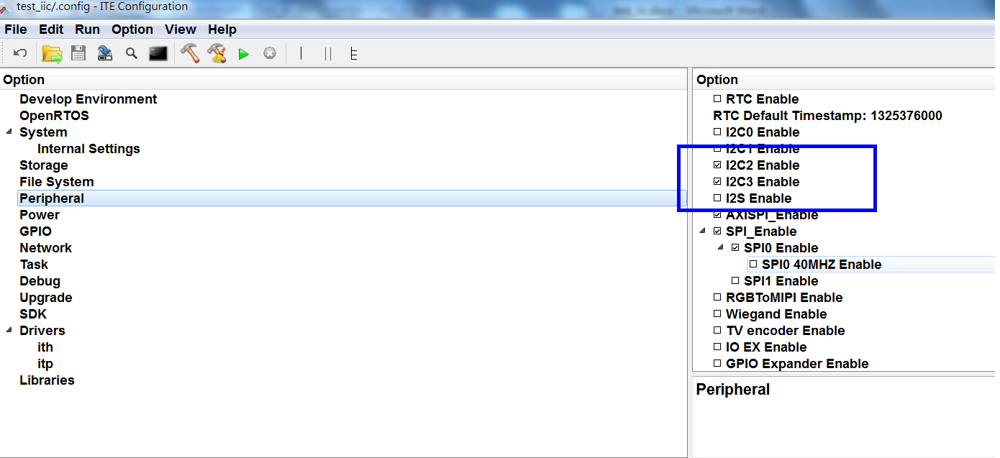 test_iic/.config - ITE Configuration
File Edit Run Option View Help
Option
Develop Environment
OpenRTOS
System
Internal Settings
Storage
File System
Peripheral
Power
GPIO
Network
Task
Debug
Upgrade
SDK
Drivers
ith
itp
Libraries
Option
RTC Enable
RTC Default Timestamp: 1325376000
I2C0 Enable
I2C1 Enable
I2C2 Enable
I2C3 Enable
I2S Enable
AXISPI_Enable
SPI_Enable
SPI0 Enable
SPI0 40MHZ Enable
SPI1 Enable
RGBToMIPI Enable
Wiegand Enable
TV encoder Enable
IO EX Enable
GPIO Expander Enable
Peripheral